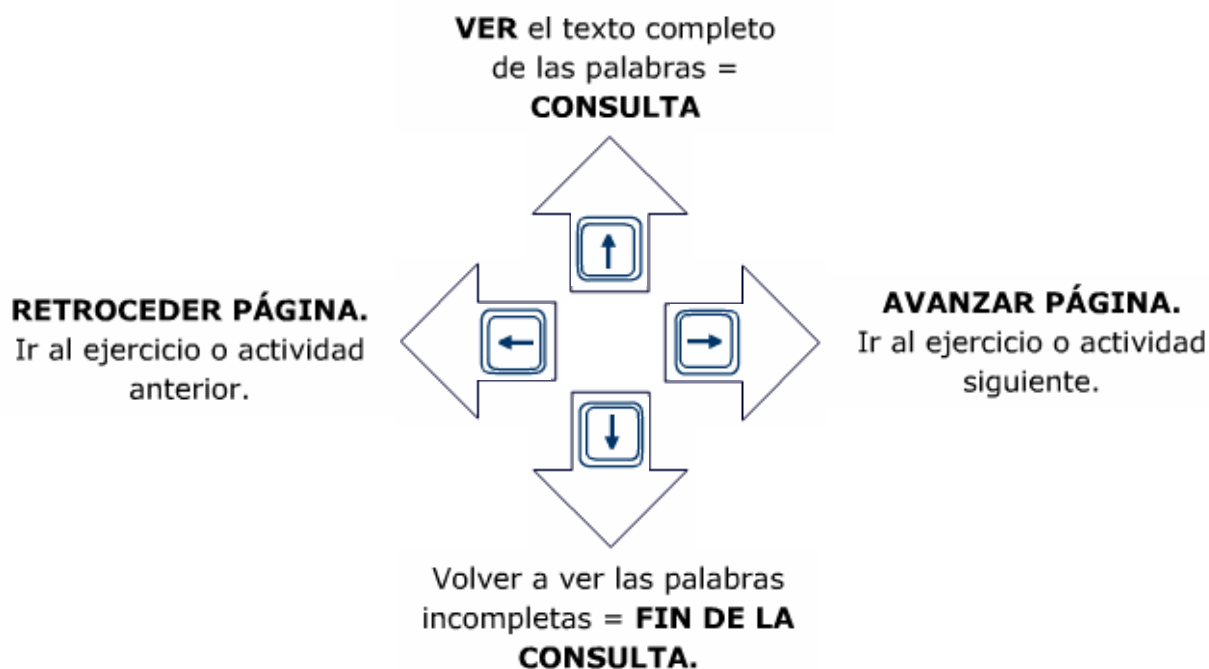 VER el texto completo
de las palabras =
CONSULTA
RETROCEDER PÁGINA.
Ir al ejercicio o actividad
anterior.
AVANZAR PÁGINA.
Ir al ejercicio o actividad
siguiente.
Volver a ver las palabras
incompletas = FIN DE LA
CONSULTA.